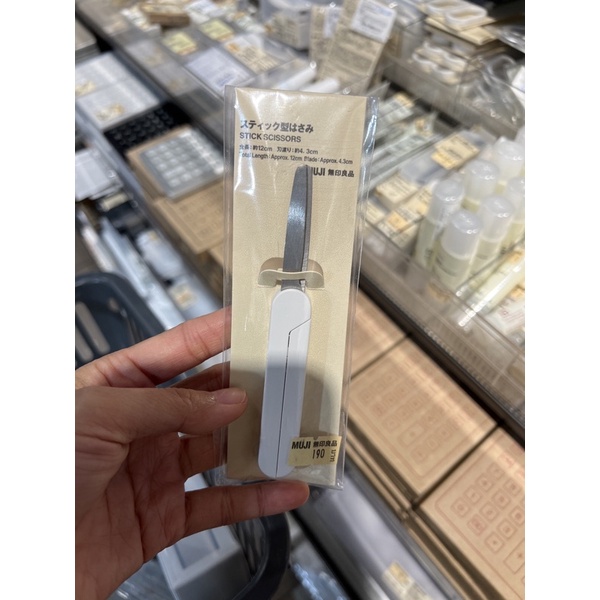 スティック型はさみ
STICK SCISSORS
全長:約12cm 刃渡り:約4.3cm
Total Length:Approx. 12cm Blade:Approx. 4.3cm
MUJI 無印良品
MUJI 無印良品
190